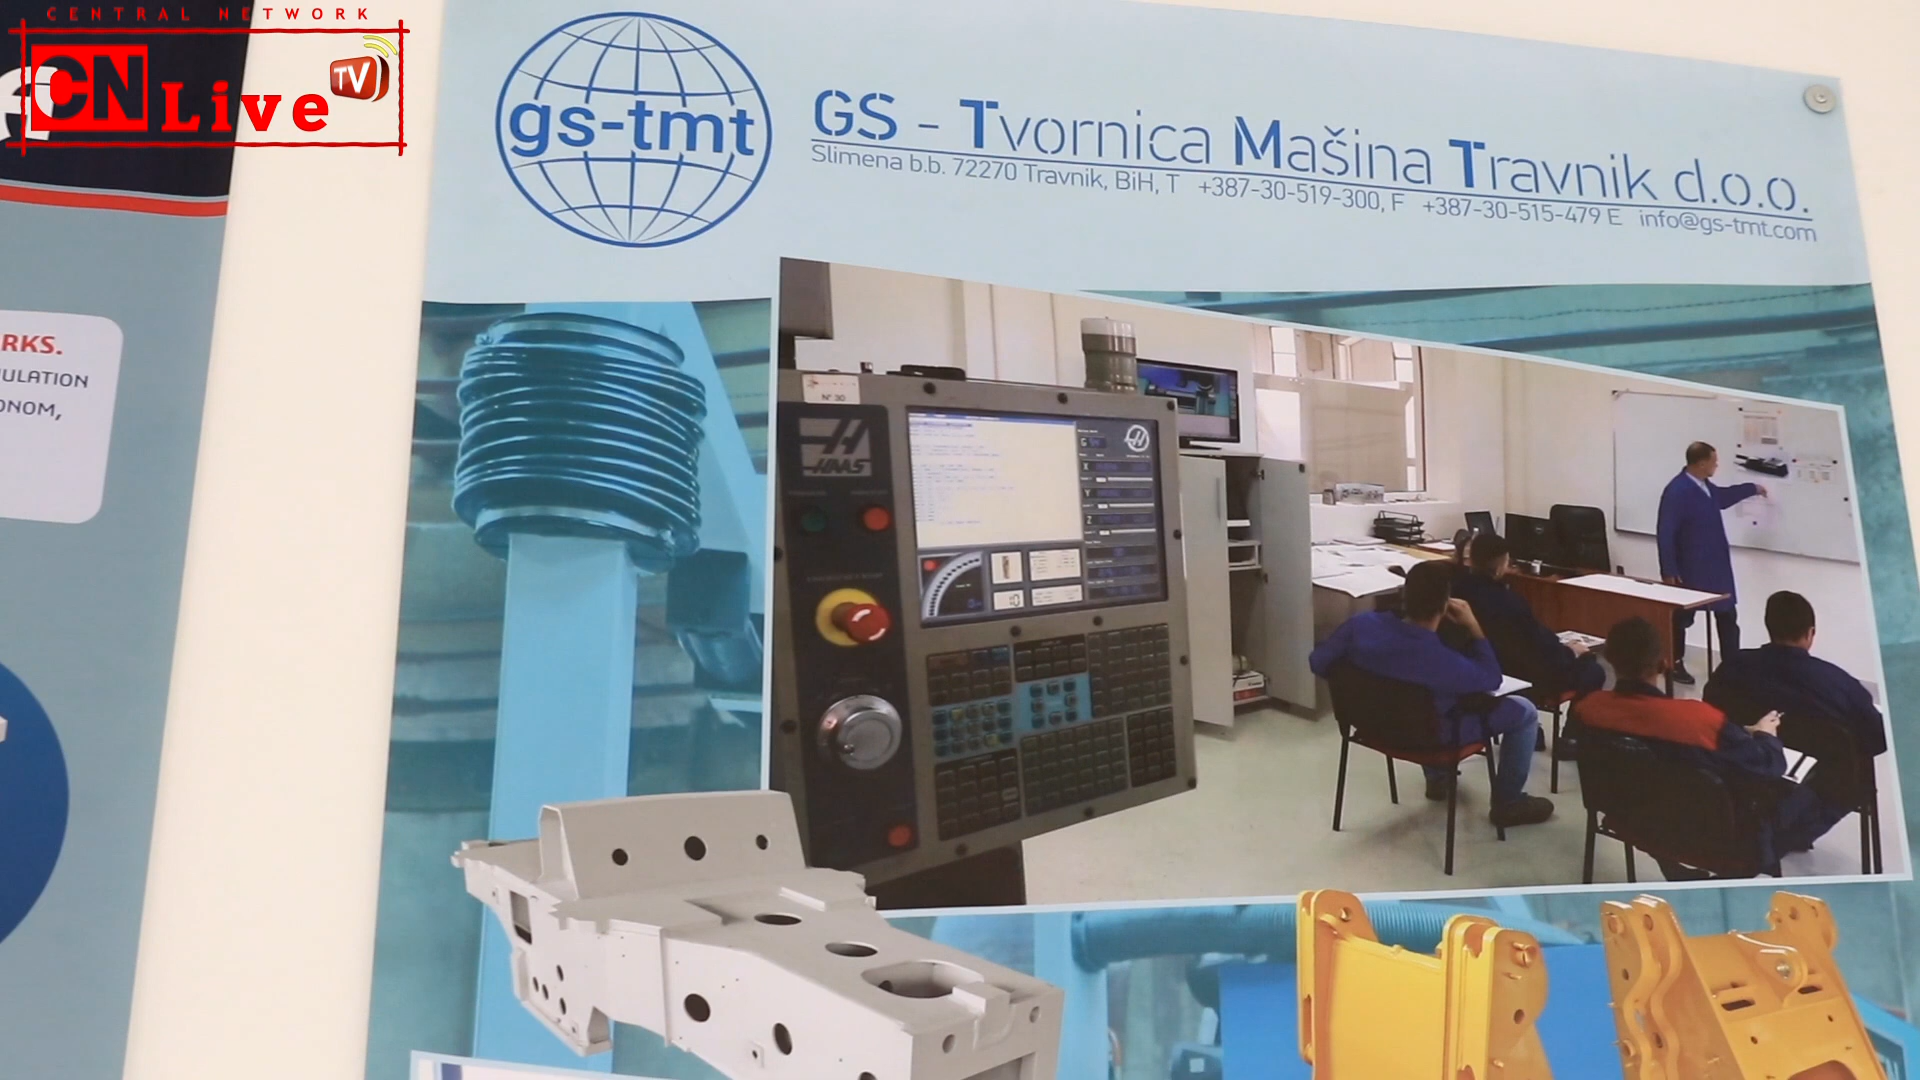 CENTRAL NETWORK
CN Live TV
gs-tmt
GS - Tvornica Mašina Travnik d.o.o.
Slimena b.b. 72270 Travnik, BiH, T +387-30-519-300, F +387-30-515-479 E info@gs-tmt.com
RKS.
ULATION
ONOM,
N° 30
HAAS
X
Y
Z